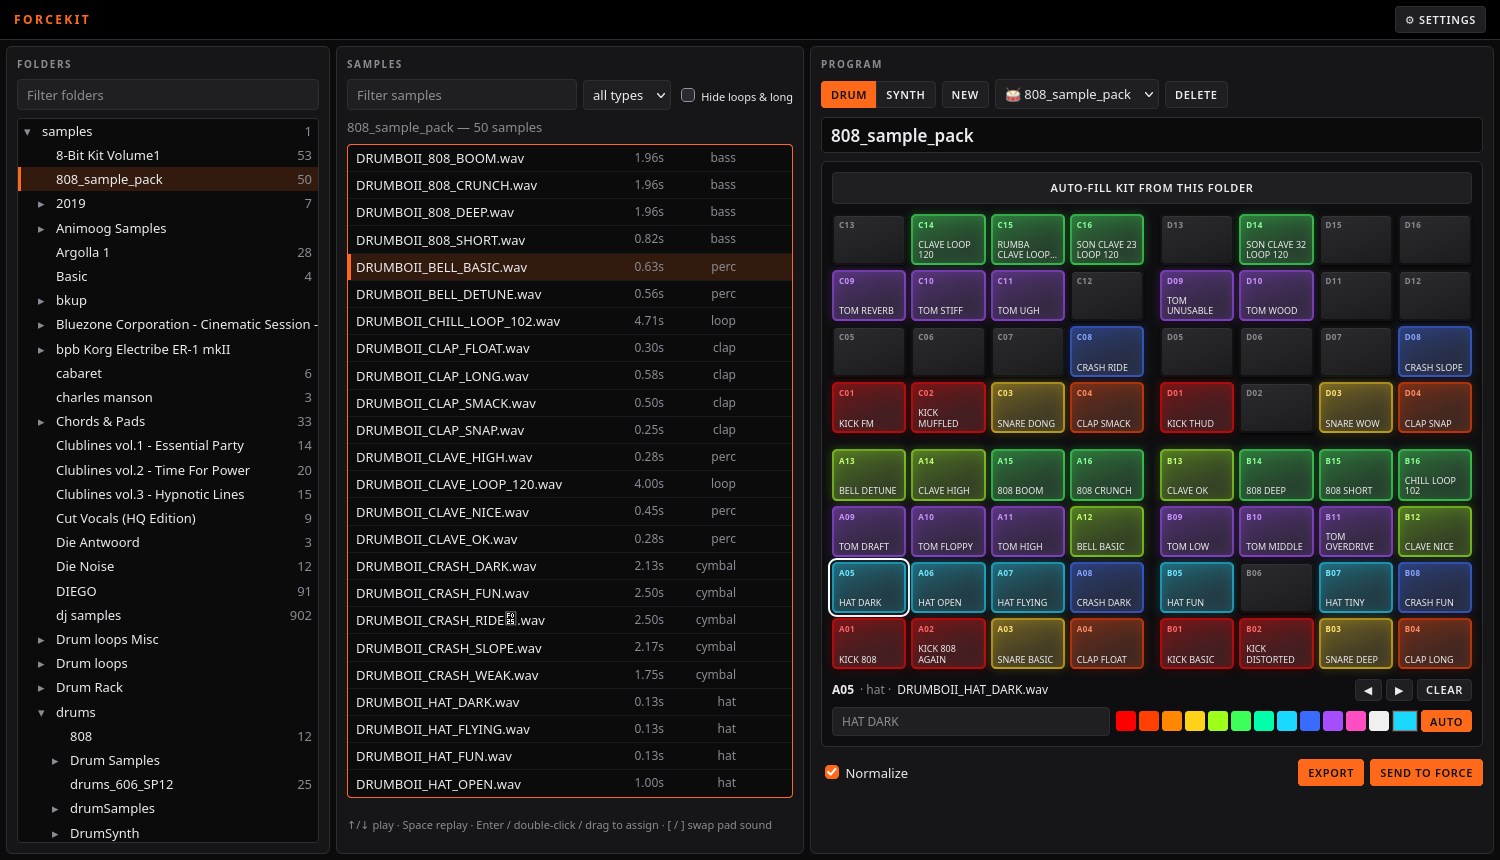 FORCEKIT
⚙ SETTINGS
FOLDERS
Filter folders
▾ samples 1
8-Bit Kit Volume1 53
808_sample_pack 50
▸ 2019 7
▸ Animoog Samples
Argolla 1 28
Basic 4
▸ bkup
▸ Bluezone Corporation - Cinematic Session -
▸ bpb Korg Electribe ER-1 mkII
cabaret 6
charles manson 3
▸ Chords & Pads 33
Clublines vol.1 - Essential Party 14
Clublines vol.2 - Time For Power 20
Clublines vol.3 - Hypnotic Lines 15
Cut Vocals (HQ Edition) 9
Die Antwoord 3
Die Noise 12
DIEGO 91
dj samples 902
▸ Drum loops Misc
▸ Drum loops
▸ Drum Rack
▾ drums
808 12
▸ Drum Samples
drums_606_SP12 25
▸ drumSamples
▸ DrumSynth
SAMPLES
Filter samples
all types
Hide loops & long
808_sample_pack — 50 samples
DRUMBOII_808_BOOM.wav 1.96s bass
DRUMBOII_808_CRUNCH.wav 1.96s bass
DRUMBOII_808_DEEP.wav 1.96s bass
DRUMBOII_808_SHORT.wav 0.82s bass
DRUMBOII_BELL_BASIC.wav 0.63s perc
DRUMBOII_BELL_DETUNE.wav 0.56s perc
DRUMBOII_CHILL_LOOP_102.wav 4.71s loop
DRUMBOII_CLAP_FLOAT.wav 0.30s clap
DRUMBOII_CLAP_LONG.wav 0.58s clap
DRUMBOII_CLAP_SMACK.wav 0.50s clap
DRUMBOII_CLAP_SNAP.wav 0.25s clap
DRUMBOII_CLAVE_HIGH.wav 0.28s perc
DRUMBOII_CLAVE_LOOP_120.wav 4.00s loop
DRUMBOII_CLAVE_NICE.wav 0.45s perc
DRUMBOII_CLAVE_OK.wav 0.28s perc
DRUMBOII_CRASH_DARK.wav 2.13s cymbal
DRUMBOII_CRASH_FUN.wav 2.50s cymbal
DRUMBOII_CRASH_RIDE.wav 2.50s cymbal
DRUMBOII_CRASH_SLOPE.wav 2.17s cymbal
DRUMBOII_CRASH_WEAK.wav 1.75s cymbal
DRUMBOII_HAT_DARK.wav 0.13s hat
DRUMBOII_HAT_FLYING.wav 0.13s hat
DRUMBOII_HAT_FUN.wav 0.13s hat
DRUMBOII_HAT_OPEN.wav 1.00s hat
↑/↓ play · Space replay · Enter / double-click / drag to assign · [ / ] swap pad sound
PROGRAM
DRUM SYNTH NEW 🥁 808_sample_pack DELETE
808_sample_pack
AUTO-FILL KIT FROM THIS FOLDER
C13 C14 C15 C16 D13 D14 D15 D16
CLAVE LOOP RUMBA SON CLAVE 23 SON CLAVE 32
120 CLAVE LOOP... LOOP 120 LOOP 120
C09 C10 C11 C12 D09 D10 D11 D12
TOM
TOM REVERB TOM STIFF TOM UGH UNUSABLE TOM WOOD
C05 C06 C07 C08 D05 D06 D07 D08
CRASH RIDE CRASH SLOPE
C01 C02 C03 C04 D01 D02 D03 D04
KICK
KICK FM MUFFLED SNARE DONG CLAP SMACK KICK THUD SNARE WOW CLAP SNAP
A13 A14 A15 A16 B13 B14 B15 B16
CHILL LOOP
BELL DETUNE CLAVE HIGH 808 BOOM 808 CRUNCH CLAVE OK 808 DEEP 808 SHORT 102
A09 A10 A11 A12 B09 B10 B11 B12
TOM
TOM DRAFT TOM FLOPPY TOM HIGH BELL BASIC TOM LOW TOM MIDDLE OVERDRIVE CLAVE NICE
A05 A06 A07 A08 B05 B06 B07 B08
HAT DARK HAT OPEN HAT FLYING CRASH DARK HAT FUN HAT TINY CRASH FUN
A01 A02 A03 A04 B01 B02 B03 B04
KICK 808 KICK
KICK 808 AGAIN SNARE BASIC CLAP FLOAT KICK BASIC DISTORTED SNARE DEEP CLAP LONG
A05 · hat · DRUMBOII_HAT_DARK.wav ◀ ▶ CLEAR
HAT DARK AUTO
Normalize EXPORT SEND TO FORCE